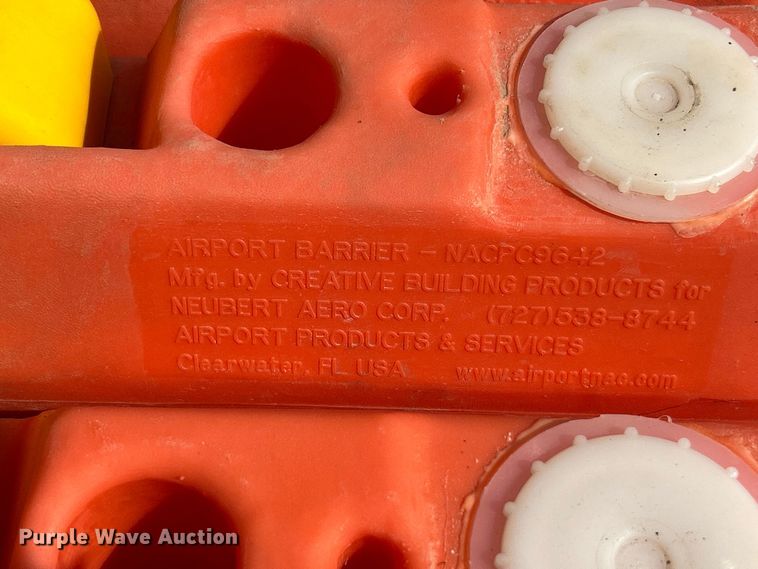 AIRPORT BARRIER - NACPC9642
Mfg. by CREATIVE BUILDING PRODUCTS for
NEUBERT AERO CORP. (727)538-8744
AIRPORT PRODUCTS & SERVICES
Clearwater, FL USA www.airportnac.com
Purple Wave Auction